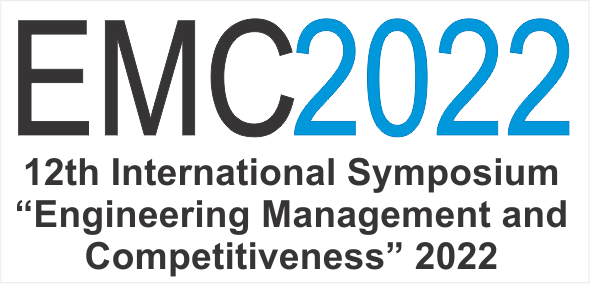 EMC2022
12th International Symposium
“Engineering Management and
Competitiveness” 2022